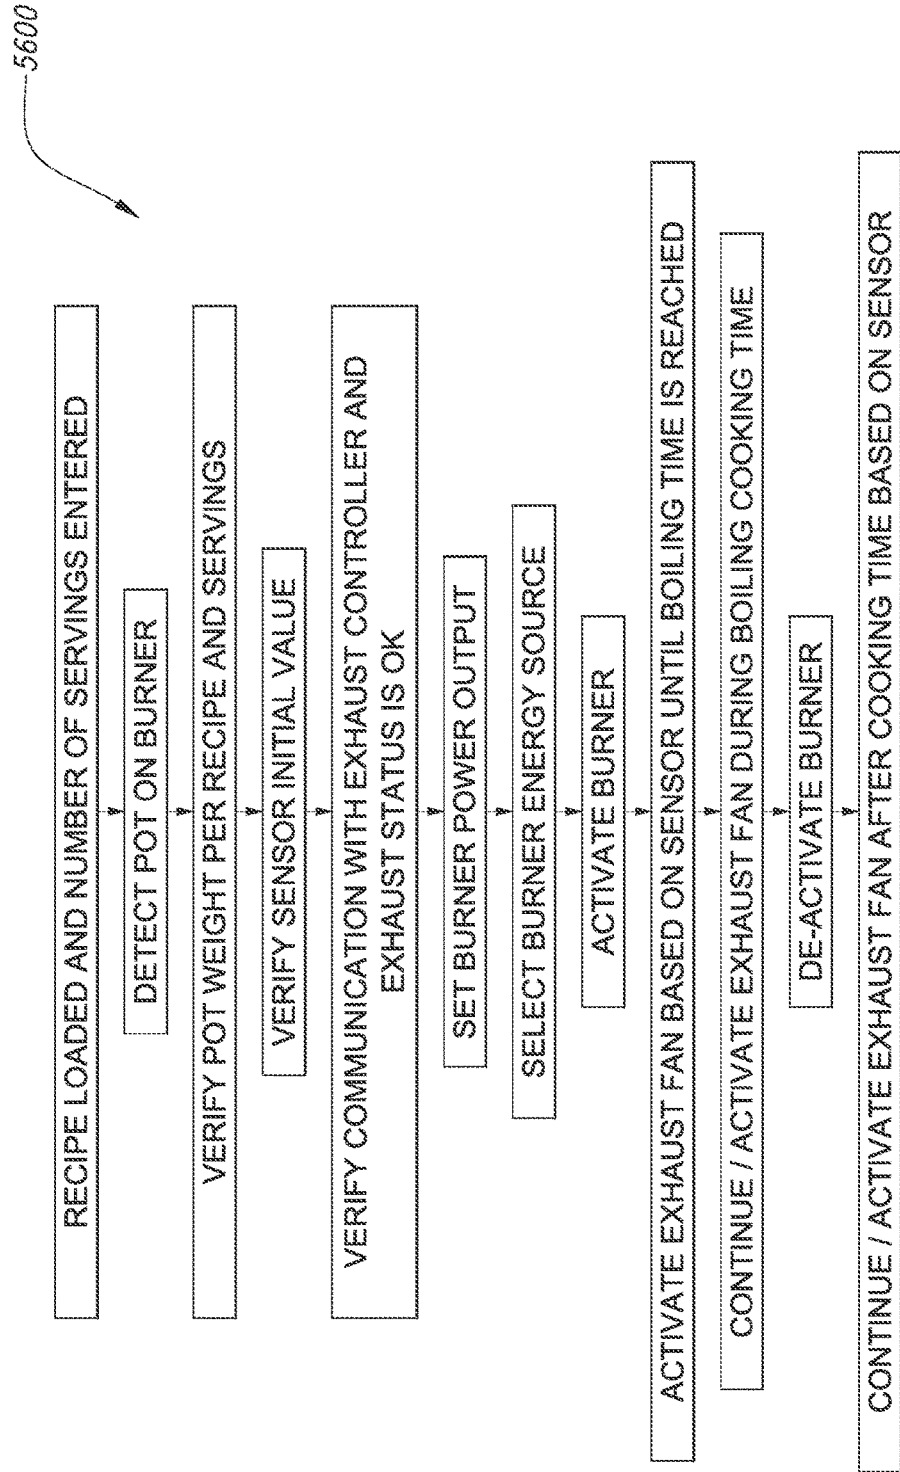 5600
RECIPE LOADED AND NUMBER OF SERVINGS ENTERED
DETECT POT ON BURNER
VERIFY POT WEIGHT PER RECIPE AND SERVINGS
VERIFY SENSOR INITIAL VALUE
VERIFY COMMUNICATION WITH EXHAUST CONTROLLER AND
EXHAUST STATUS IS OK
SET BURNER POWER OUTPUT
SELECT BURNER ENERGY SOURCE
ACTIVATE BURNER
ACTIVATE EXHAUST FAN BASED ON SENSOR UNTIL BOILING TIME IS REACHED
CONTINUE / ACTIVATE EXHAUST FAN DURING BOILING COOKING TIME
DE-ACTIVATE BURNER
CONTINUE / ACTIVATE EXHAUST FAN AFTER COOKING TIME BASED ON SENSOR